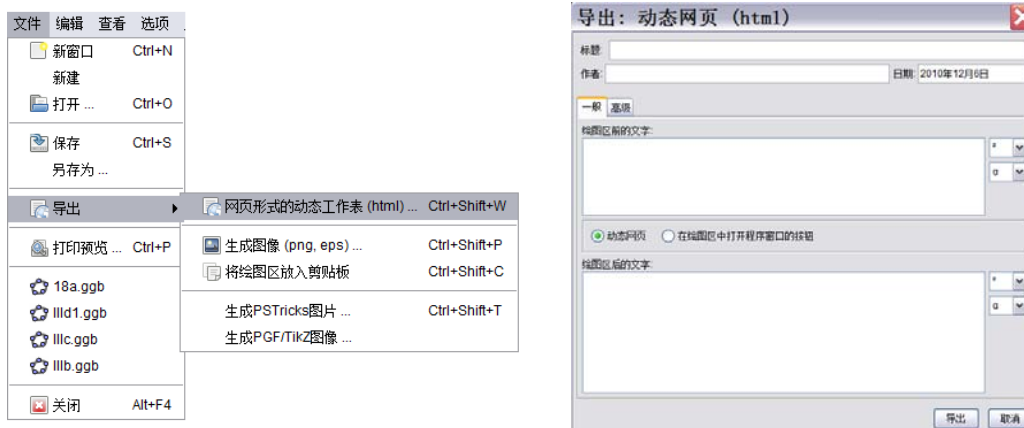 文件 编辑 查看 选项
新窗口 Ctrl+N
新建
打开 ... Ctrl+O
保存 Ctrl+S
另存为 ...
导出
打印预览 ... Ctrl+P
18a.ggb
IIId1.ggb
IIIc.ggb
IIIb.ggb
关闭 Alt+F4
网页形式的动态工作表 (html) ... Ctrl+Shift+W
生成图像 (png, eps) ... Ctrl+Shift+P
将绘图区放入剪贴板 Ctrl+Shift+C
生成PSTricks图片 ... Ctrl+Shift+T
生成PGF/TikZ图像 ...
导出: 动态网页 (html)
标题:
作者: 日期: 2010年12月6日
一般 高级
绘图区前的文字:
²
α
动态网页 在绘图区中打开程序窗口的按钮
绘图区后的文字:
²
α
导出 取消